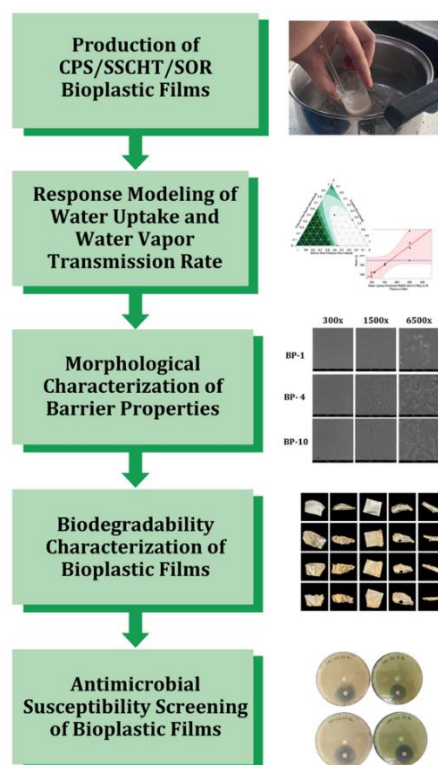 Production of
CPS/SSCHT/SOR
Bioplastic Films
Response Modeling of
Water Uptake and
Water Vapor
Transmission Rate
300x 1500x 6500x
BP-1
Morphological
Characterization of
Barrier Properties
BP- 4
BP-10
Biodegradability
Characterization of
Bioplastic Films
Antimicrobial
Susceptibility Screening
of Bioplastic Films